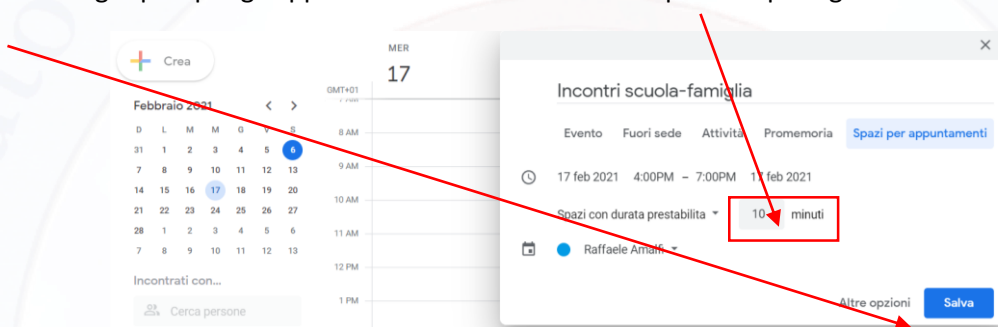 Crea
Febbraio 2021 < >
D L M M G V S
31 1 2 3 4 5 6
7 8 9 10 11 12 13
14 15 16 17 18 19 20
21 22 23 24 25 26 27
28 1 2 3 4 5 6
7 8 9 10 11 12 13
Incontrati con...
Cerca persone
MER
17
GMT+01
8 AM
9 AM
10 AM
11 AM
12 PM
1 PM
Incontri scuola-famiglia
Evento Fuori sede Attività Promemoria Spazi per appuntamenti
17 feb 2021 4:00PM – 7:00PM 17 feb 2021
Spazi con durata prestabilita 10 minuti
Raffaele Amalfi
Altre opzioni Salva